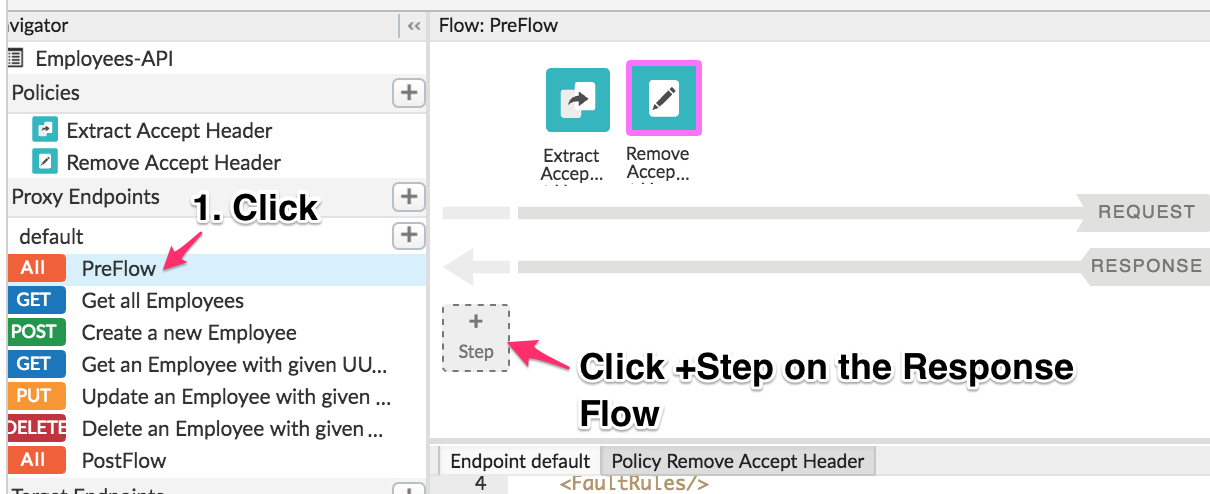 vigator
Flow: PreFlow
Employees-API
Policies
Extract Accept Header
Remove Accept Header
Extract
Accep...
Remove
Accep...
Proxy Endpoints
1. Click
default
REQUEST
RESPONSE
All PreFlow
GET Get all Employees
POST Create a new Employee
GET Get an Employee with given UU...
PUT Update an Employee with given ...
DELETE Delete an Employee with given ...
All PostFlow
+
Step
Click +Step on the Response
Flow
Endpoint default
Policy Remove Accept Header
4 <FaultRules/>
Target Endpoints